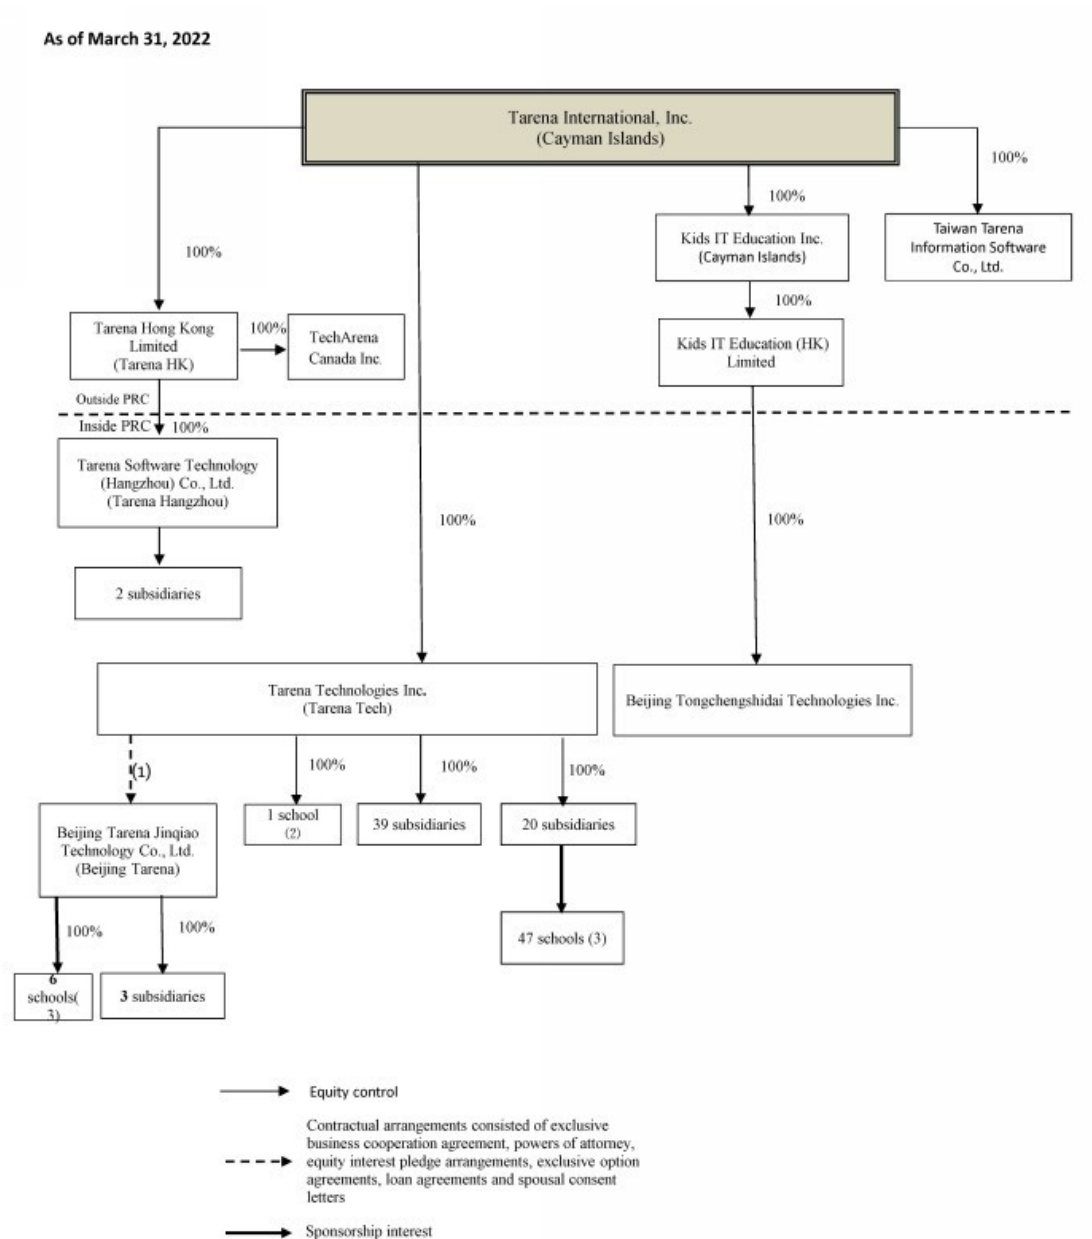 As of March 31, 2022
Tarena International, Inc.
(Cayman Islands)
100%
100%
Kids IT Education Inc.
(Cayman Islands)
Taiwan Tarena
Information Software
Co., Ltd.
100%
100%
Tarena Hong Kong
Limited
(Tarena HK)
100%
TechArena
Canada Inc.
Kids IT Education (HK)
Limited
Outside PRC
Inside PRC
100%
Tarena Software Technology
(Hangzhou) Co., Ltd.
(Tarena Hangzhou)
100%
100%
2 subsidiaries
Tarena Technologies Inc.
(Tarena Tech)
Beijing Tongchengshidai Technologies Inc.
(1)
100%
100%
100%
Beijing Tarena Jinqiao
Technology Co., Ltd.
(Beijing Tarena)
1 school
(2)
39 subsidiaries
20 subsidiaries
100%
100%
47 schools (3)
6
schools(
3)
3 subsidiaries
Equity control
Contractual arrangements consisted of exclusive
business cooperation agreement, powers of attorney,
equity interest pledge arrangements, exclusive option
agreements, loan agreements and spousal consent
letters
Sponsorship interest